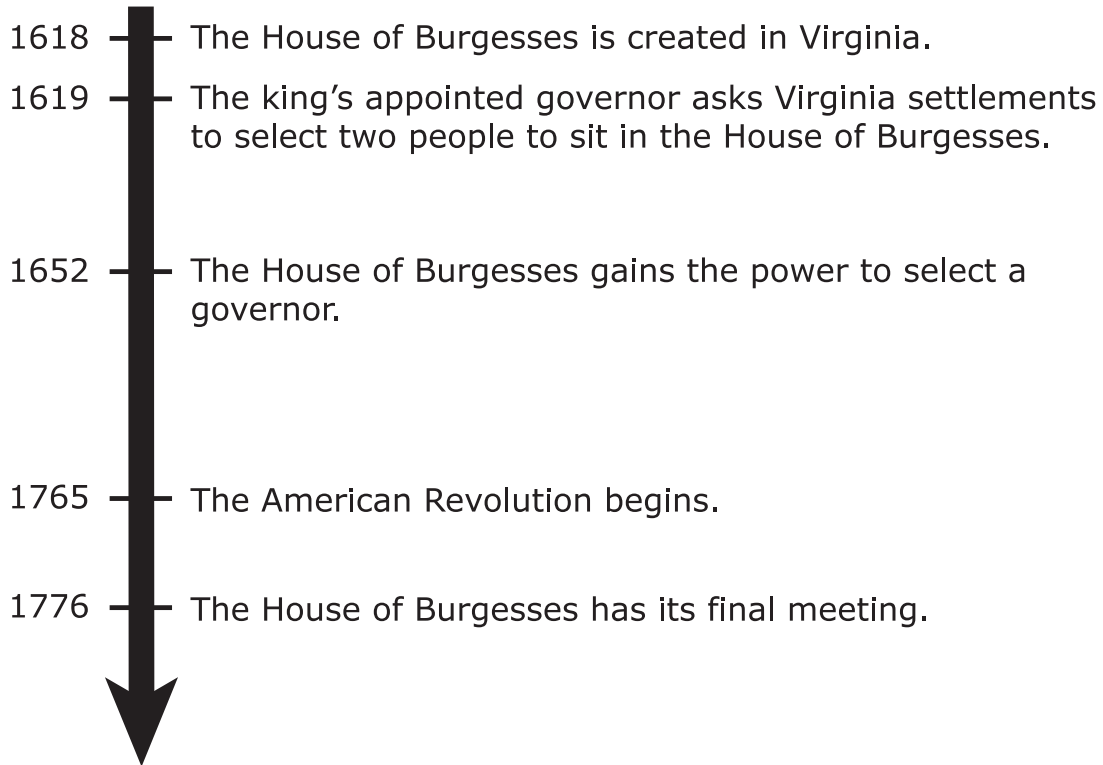 1618 The House of Burgesses is created in Virginia.
1619 The king’s appointed governor asks Virginia settlements
to select two people to sit in the House of Burgesses.
1652 The House of Burgesses gains the power to select a
governor.
1765 The American Revolution begins.
1776 The House of Burgesses has its final meeting.